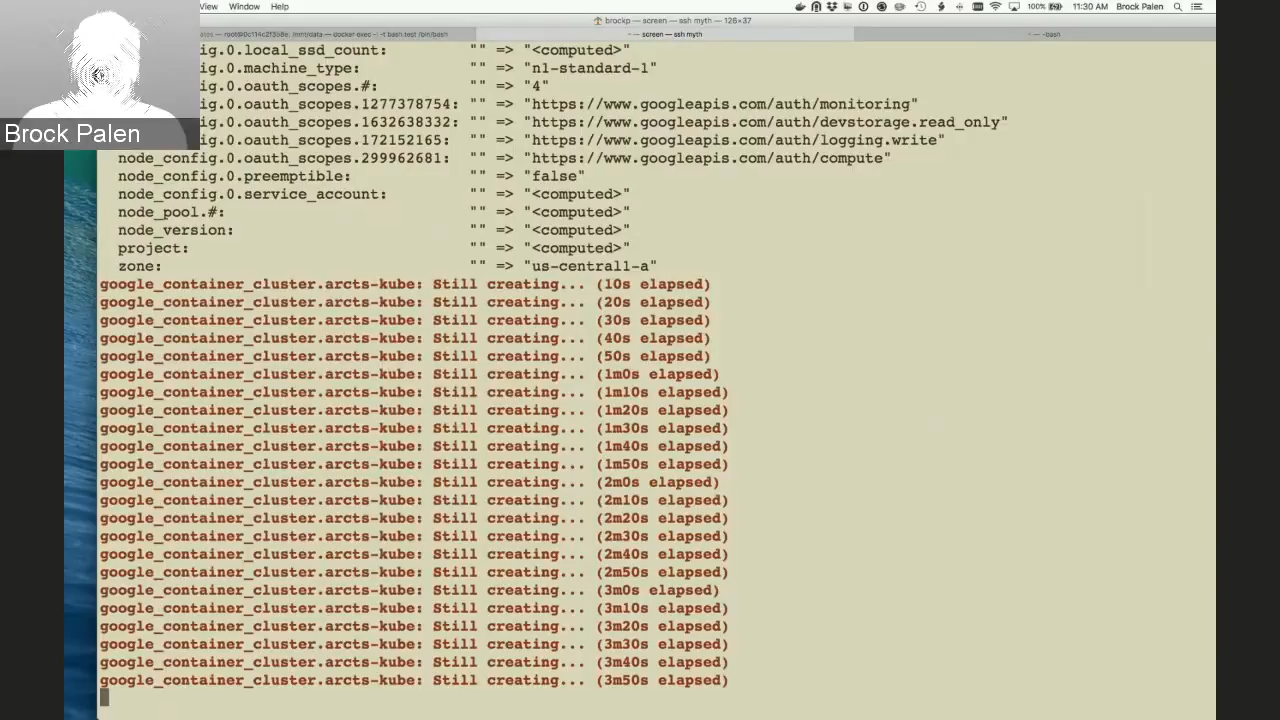 View Window Help 100% 11:30 AM Brock Palen
brockp — screen — ssh myth — 126×37
~ — screen — ssh myth ~ — -bash
ig.0.local_ssd_count: "" => "<computed>"
ig.0.machine_type: "" => "n1-standard-1"
ig.0.oauth_scopes.#: "" => "4"
ig.0.oauth_scopes.1277378754: "" => "https://www.googleapis.com/auth/monitoring"
ig.0.oauth_scopes.1632638332: "" => "https://www.googleapis.com/auth/devstorage.read_only"
Brock Palen
ig.0.oauth_scopes.172152165: "" => "https://www.googleapis.com/auth/logging.write"
node_config.0.oauth_scopes.299962681: "" => "https://www.googleapis.com/auth/compute"
node_config.0.preemptible: "" => "false"
node_config.0.service_account: "" => "<computed>"
node_pool.#: "" => "<computed>"
node_version: "" => "<computed>"
project: "" => "<computed>"
zone: "" => "us-central1-a"
google_container_cluster.arcts-kube: Still creating... (10s elapsed)
google_container_cluster.arcts-kube: Still creating... (20s elapsed)
google_container_cluster.arcts-kube: Still creating... (30s elapsed)
google_container_cluster.arcts-kube: Still creating... (40s elapsed)
google_container_cluster.arcts-kube: Still creating... (50s elapsed)
google_container_cluster.arcts-kube: Still creating... (1m0s elapsed)
google_container_cluster.arcts-kube: Still creating... (1m10s elapsed)
google_container_cluster.arcts-kube: Still creating... (1m20s elapsed)
google_container_cluster.arcts-kube: Still creating... (1m30s elapsed)
google_container_cluster.arcts-kube: Still creating... (1m40s elapsed)
google_container_cluster.arcts-kube: Still creating... (1m50s elapsed)
google_container_cluster.arcts-kube: Still creating... (2m0s elapsed)
google_container_cluster.arcts-kube: Still creating... (2m10s elapsed)
google_container_cluster.arcts-kube: Still creating... (2m20s elapsed)
google_container_cluster.arcts-kube: Still creating... (2m30s elapsed)
google_container_cluster.arcts-kube: Still creating... (2m40s elapsed)
google_container_cluster.arcts-kube: Still creating... (2m50s elapsed)
google_container_cluster.arcts-kube: Still creating... (3m0s elapsed)
google_container_cluster.arcts-kube: Still creating... (3m10s elapsed)
google_container_cluster.arcts-kube: Still creating... (3m20s elapsed)
google_container_cluster.arcts-kube: Still creating... (3m30s elapsed)
google_container_cluster.arcts-kube: Still creating... (3m40s elapsed)
google_container_cluster.arcts-kube: Still creating... (3m50s elapsed)